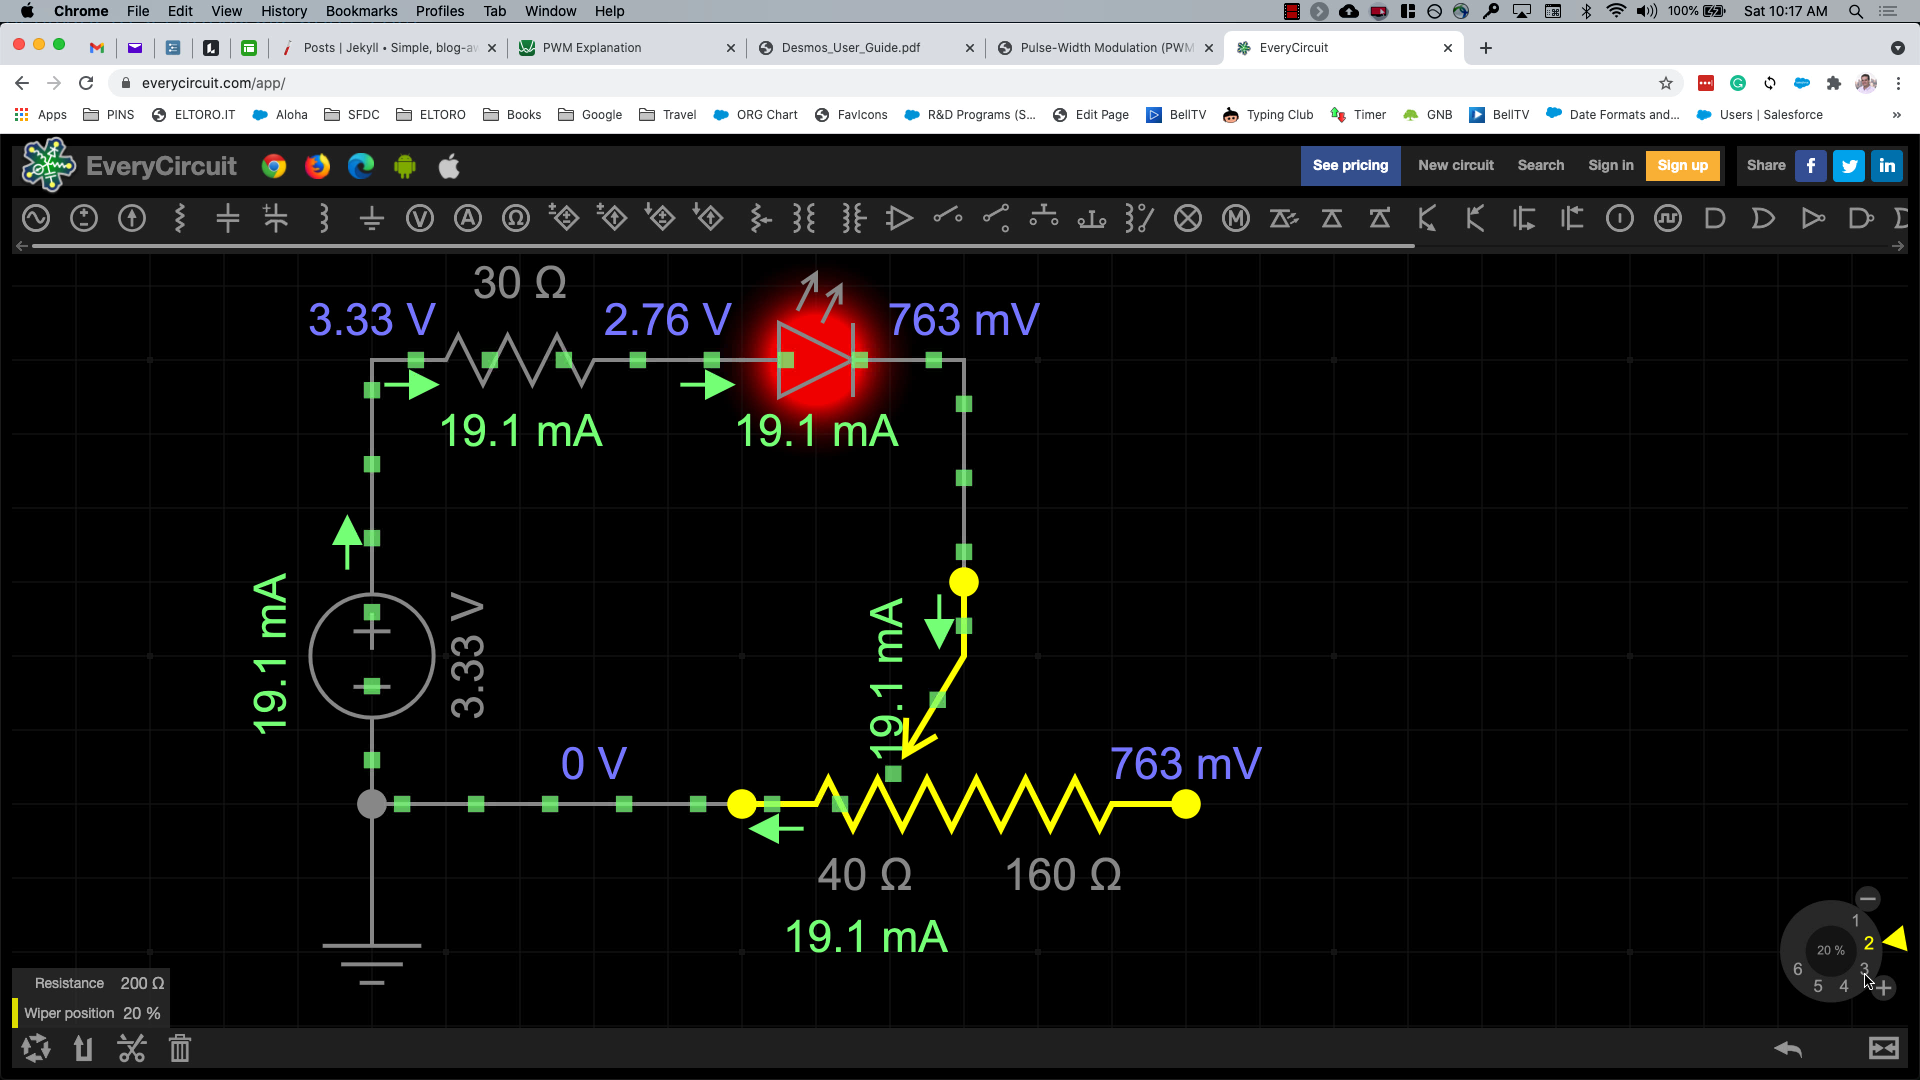 Chrome File Edit View History Bookmarks Profiles Tab Window Help 100% Sat 10:17 AM
Posts | Jekyll • Simple, blog-aw PWM Explanation Desmos_User_Guide.pdf Pulse-Width Modulation (PWM EveryCircuit
everycircuit.com/app/
Apps PINS ELTORO.IT Aloha SFDC ELTORO Books Google Travel ORG Chart FavIcons R&D Programs (S... Edit Page BellTV Typing Club Timer GNB BellTV Date Formats and... Users | Salesforce »
EveryCircuit See pricing New circuit Search Sign in Sign up Share
30 Ω
3.33 V 2.76 V 763 mV
19.1 mA 19.1 mA
19.1 mA
3.33 V
19.1 mA
0 V 763 mV
40 Ω 160 Ω
19.1 mA
1
2
3
4
5
6
20 %
Resistance 200 Ω
Wiper position 20 %